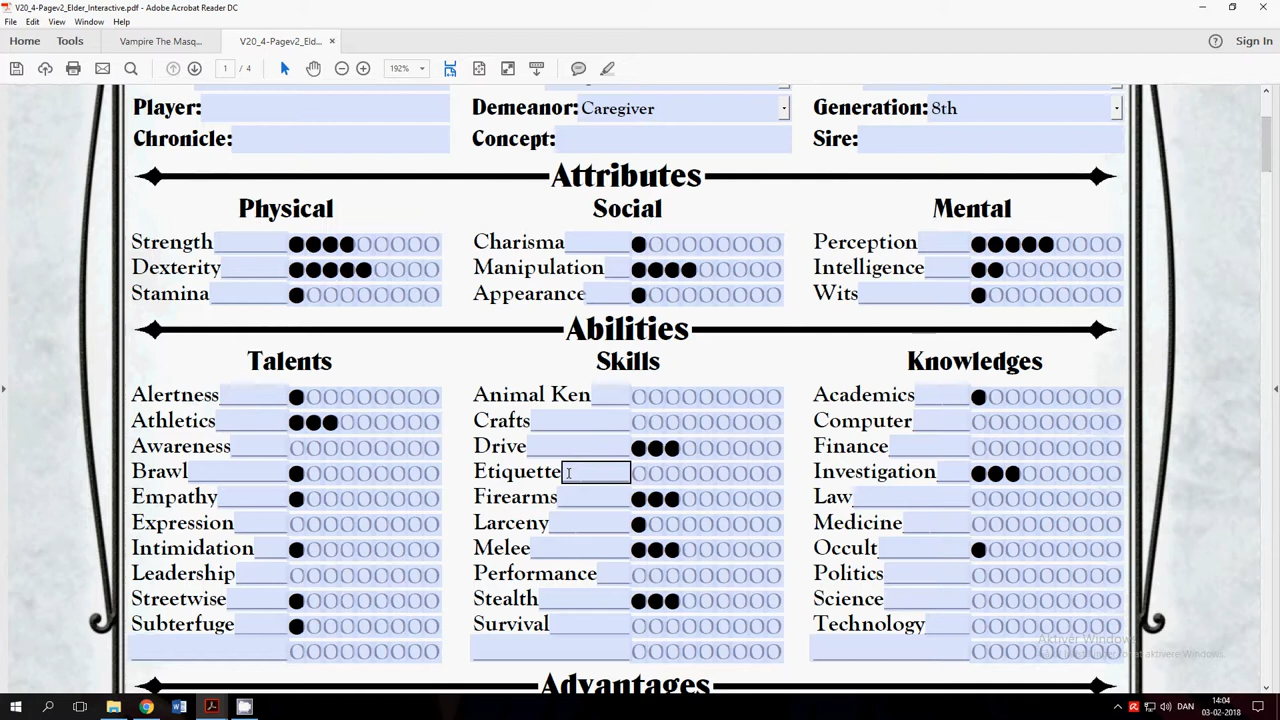 V20_4-Pagev2_Elder_Interactive.pdf - Adobe Acrobat Reader DC
File Edit View Window Help
Home Tools Vampire The Masq... V20_4-Pagev2_Eld... × Sign In
1 / 4 192%
Player: Demeanor: Caregiver Generation: 8th
Chronicle: Concept: Sire:
Attributes
Physical Social Mental
Strength Charisma Perception
Dexterity Manipulation Intelligence
Stamina Appearance Wits
Abilities
Talents Skills Knowledges
Alertness Animal Ken Academics
Athletics Crafts Computer
Awareness Drive Finance
Brawl Etiquette Investigation
Empathy Firearms Law
Expression Larceny Medicine
Intimidation Melee Occult
Leadership Performance Politics
Streetwise Stealth Science
Subterfuge Survival Technology
Aktiver Windows
Advantages
DAN 14:04
03-02-2018